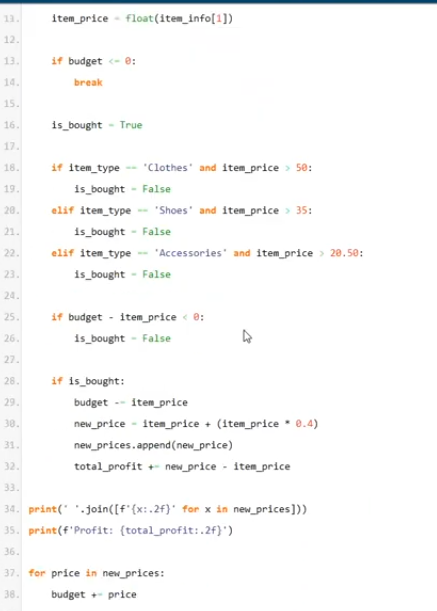 13. item_price = float(item_info[1])
12.
13. if budget <= 0:
14. break
15.
16. is_bought = True
17.
18. if item_type == 'Clothes' and item_price > 50:
19. is_bought = False
20. elif item_type == 'Shoes' and item_price > 35:
21. is_bought = False
22. elif item_type == 'Accessories' and item_price > 20.50:
23. is_bought = False
24.
25. if budget - item_price < 0:
26. is_bought = False
27.
28. if is_bought:
29. budget -= item_price
30. new_price = item_price + (item_price * 0.4)
31. new_prices.append(new_price)
32. total_profit += new_price - item_price
33.
34. print(' '.join([f'{x:.2f}' for x in new_prices]))
35. print(f'Profit: {total_profit:.2f}')
36.
37. for price in new_prices:
38. budget += price